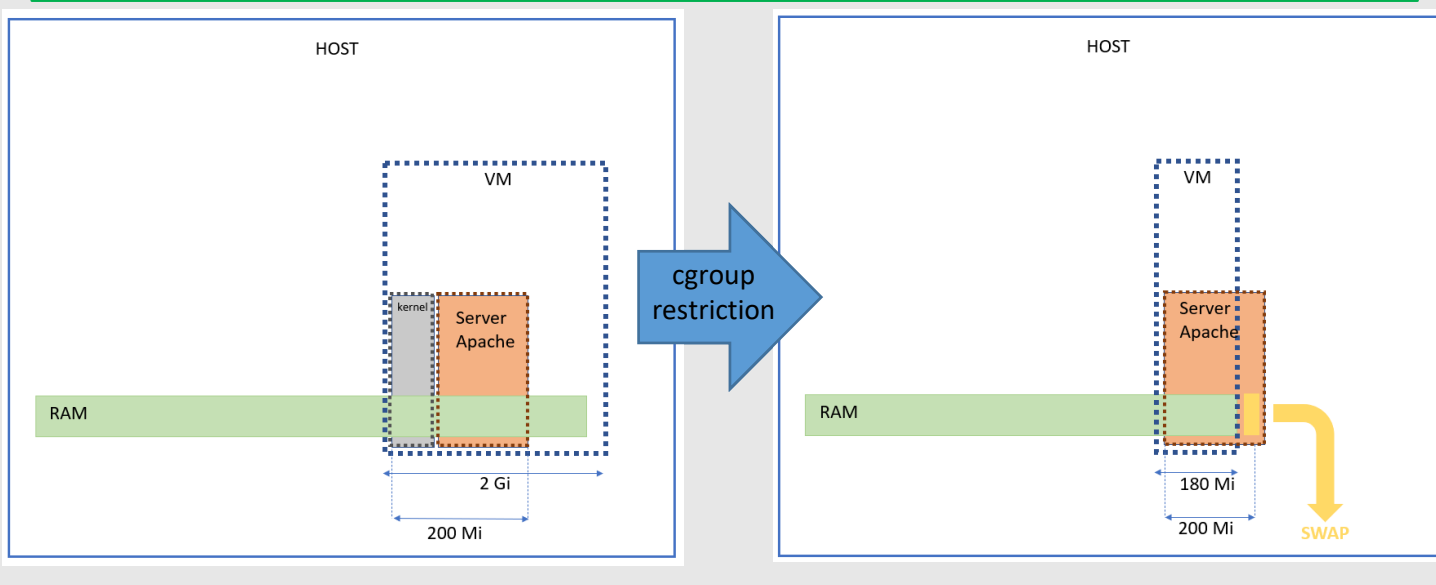 HOST
VM
kernel
Server
Apache
RAM
2 Gi
200 Mi
cgroup
restriction
HOST
VM
Server
Apache
RAM
180 Mi
200 Mi
SWAP